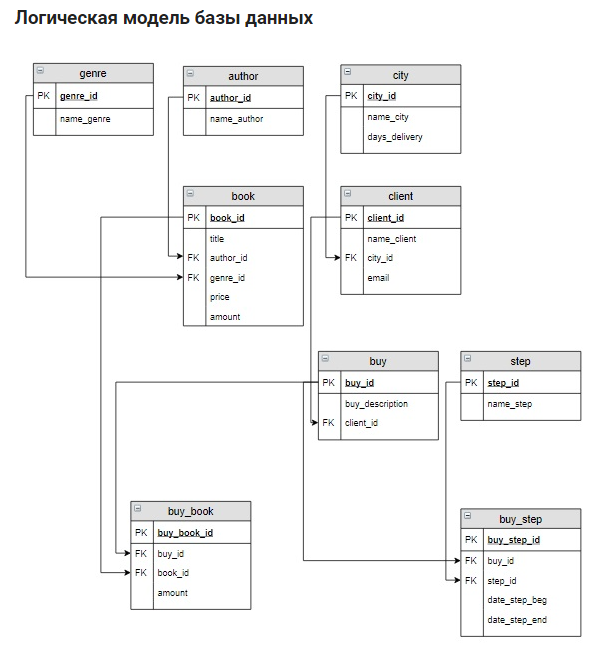 Логическая модель базы данных
genre
PK genre_id
name_genre
author
PK author_id
name_author
city
PK city_id
name_city
days_delivery
book
PK book_id
title
FK author_id
FK genre_id
price
amount
client
PK client_id
name_client
FK city_id
email
buy
PK buy_id
buy_description
FK client_id
step
PK step_id
name_step
buy_book
PK buy_book_id
FK buy_id
FK book_id
amount
buy_step
PK buy_step_id
FK buy_id
FK step_id
date_step_beg
date_step_end